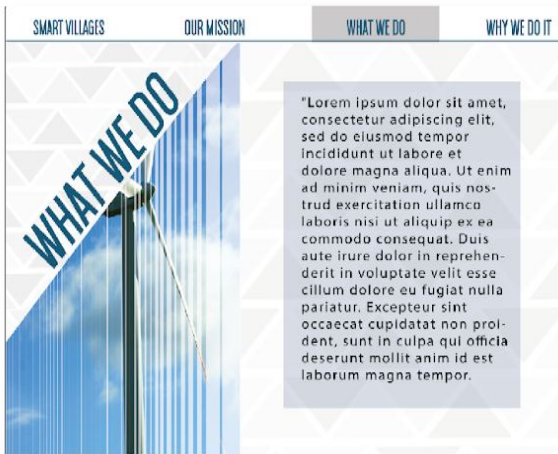 SMART VILLAGES
OUR MISSION
WHAT WE DO
WHY WE DO IT
WHAT WE DO
"Lorem ipsum dolor sit amet,
consectetur adipiscing elit,
sed do eiusmod tempor
incididunt ut labore et
dolore magna aliqua. Ut enim
ad minim veniam, quis nos-
trud exercitation ullamco
laboris nisi ut aliquip ex ea
commodo consequat. Duis
aute irure dolor in reprehen-
derit in voluptate velit esse
cillum dolore eu fugiat nulla
pariatur. Excepteur sint
occaecat cupidatat non proi-
dent, sunt in culpa qui officia
deserunt mollit anim id est
laborum magna tempor.